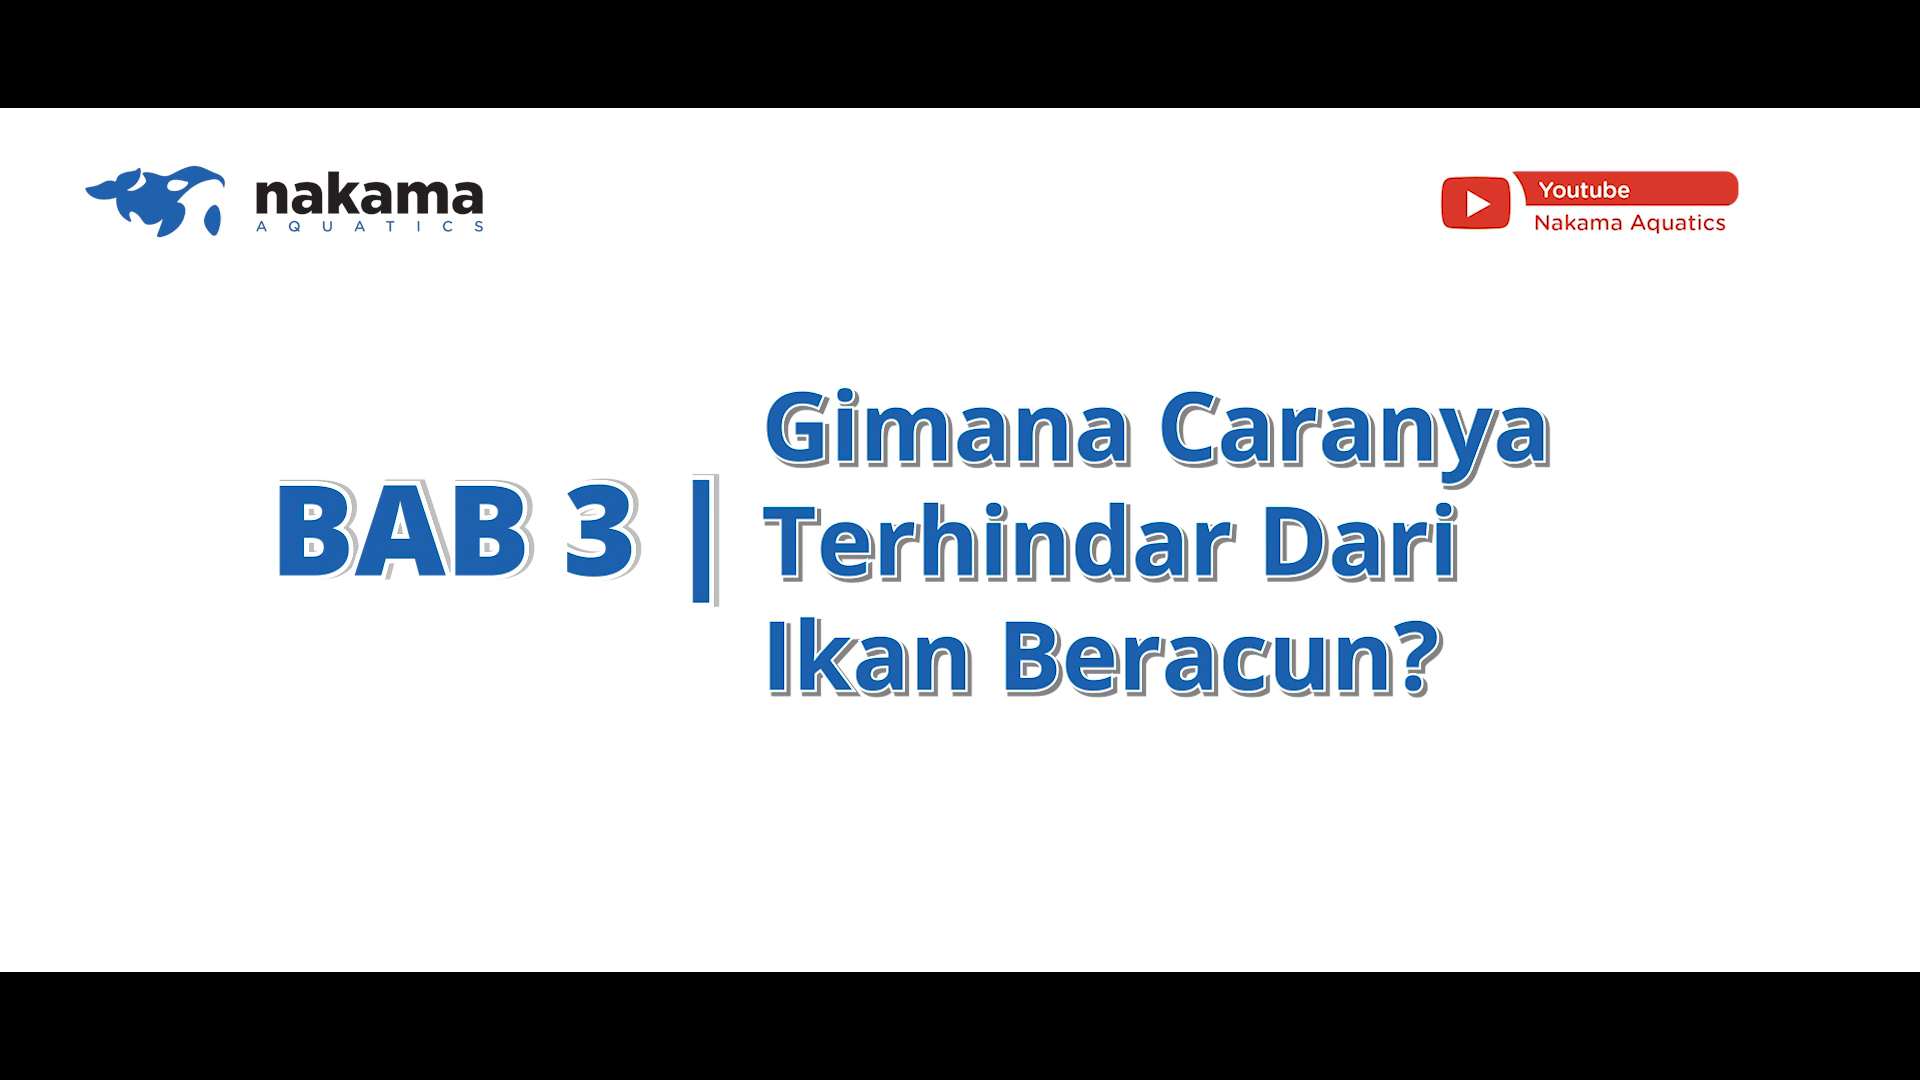 nakama
AQUATICS
Youtube
Nakama Aquatics
BAB 3 |
Gimana Caranya
Terhindar Dari
Ikan Beracun?